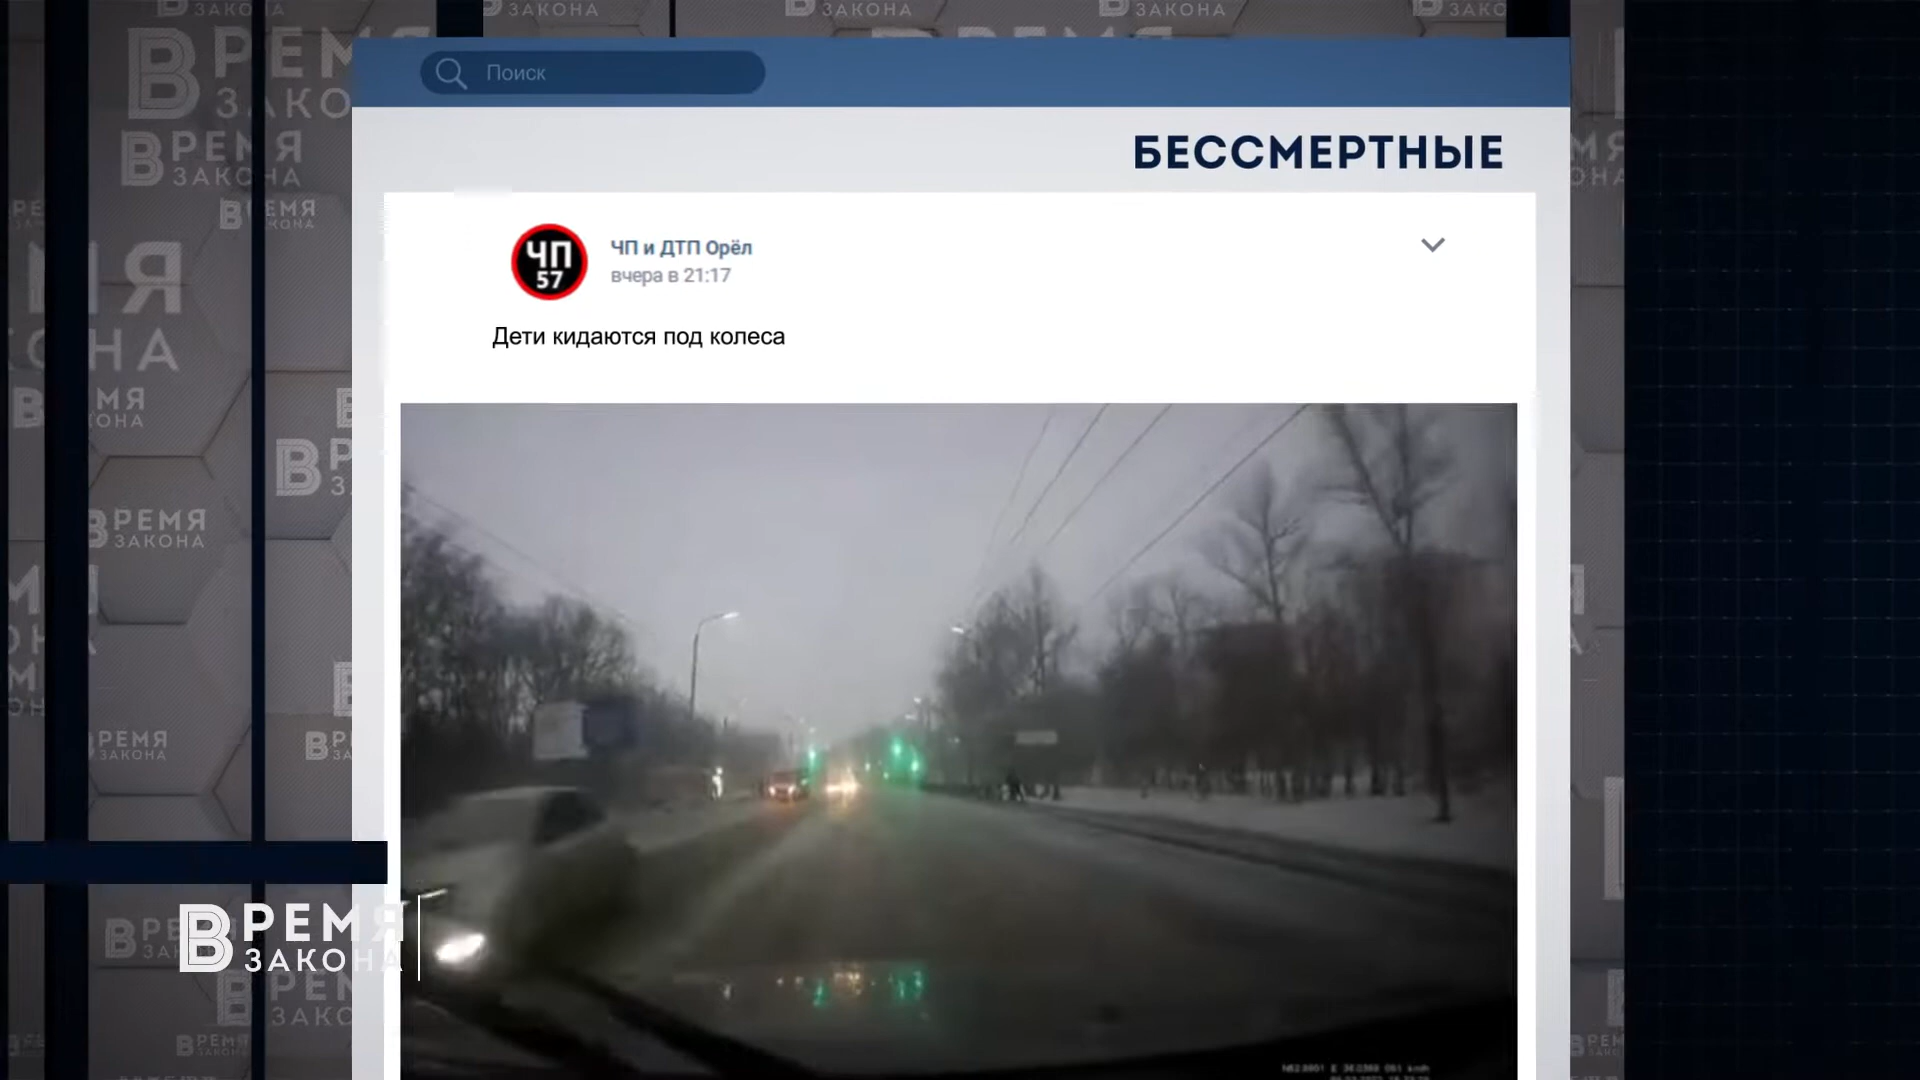 Поиск
БЕССМЕРТНЫЕ
ЧП
57
ЧП и ДТП Орёл
вчера в 21:17
Дети кидаются под колеса
ВРЕМЯ
ЗАКОНА